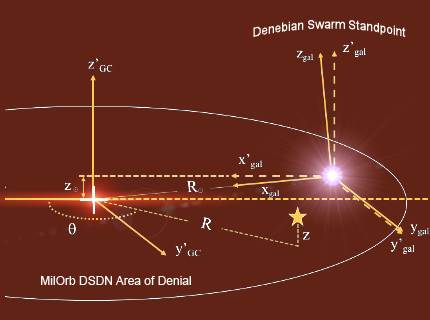 Denebian Swarm Standpoint
z'GC
zgal
z'gal
x'gal
z☉
R☉
xgal
R
θ
z
ygal
y'gal
y'GC
MilOrb DSDN Area of Denial